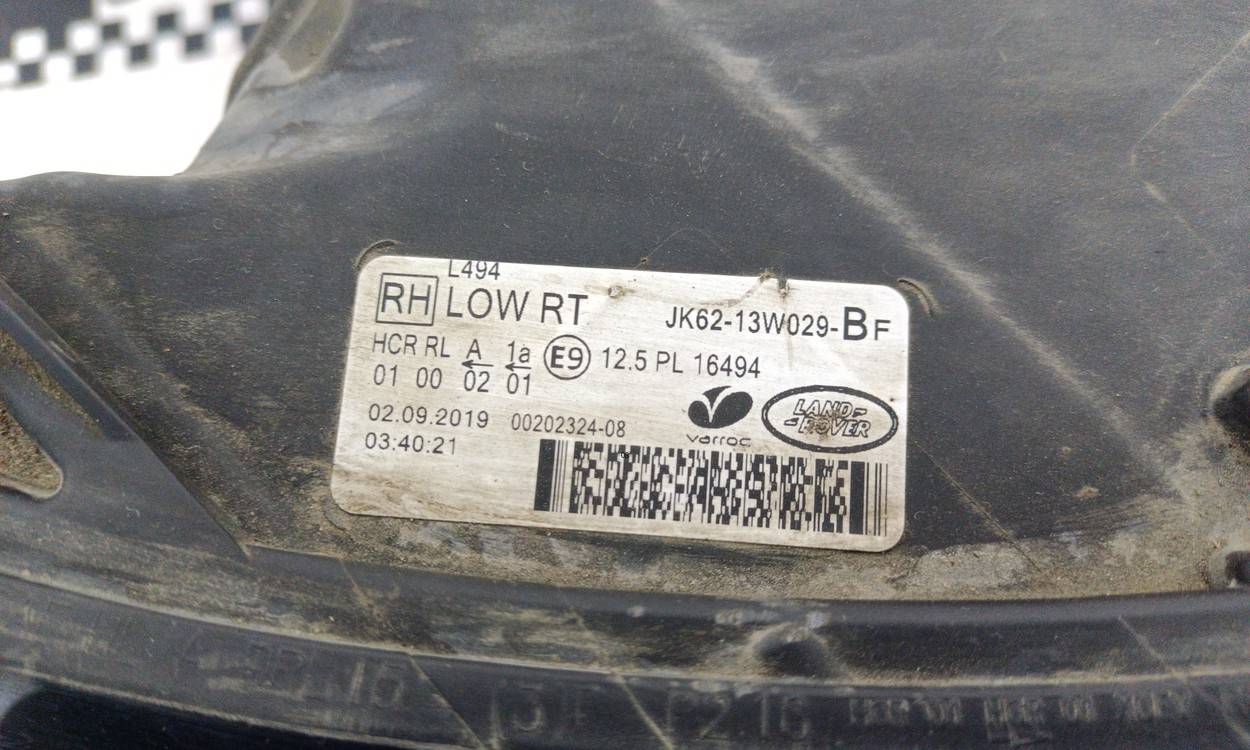 L494
RH LOW RT JK62-13W029-BF
HCR RL A 1a E9 12.5 PL 16494
01 00 02 01
02.09.2019 00202324-08
03:40:21
varroc
LAND-
-ROVER